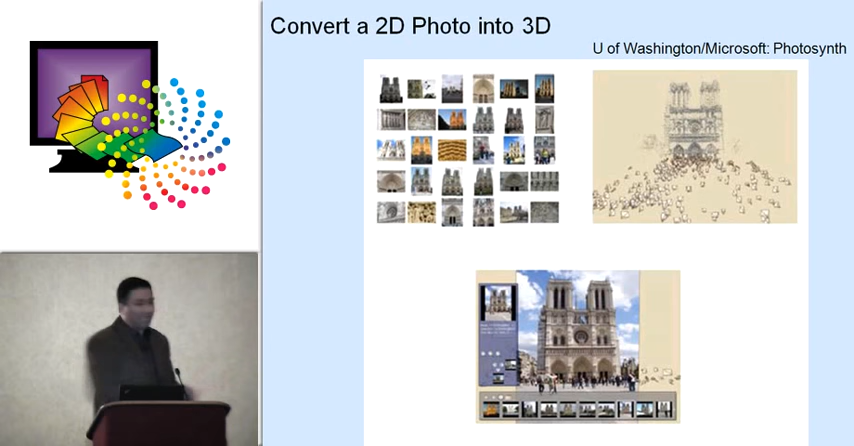 Convert a 2D Photo into 3D
U of Washington/Microsoft: Photosynth